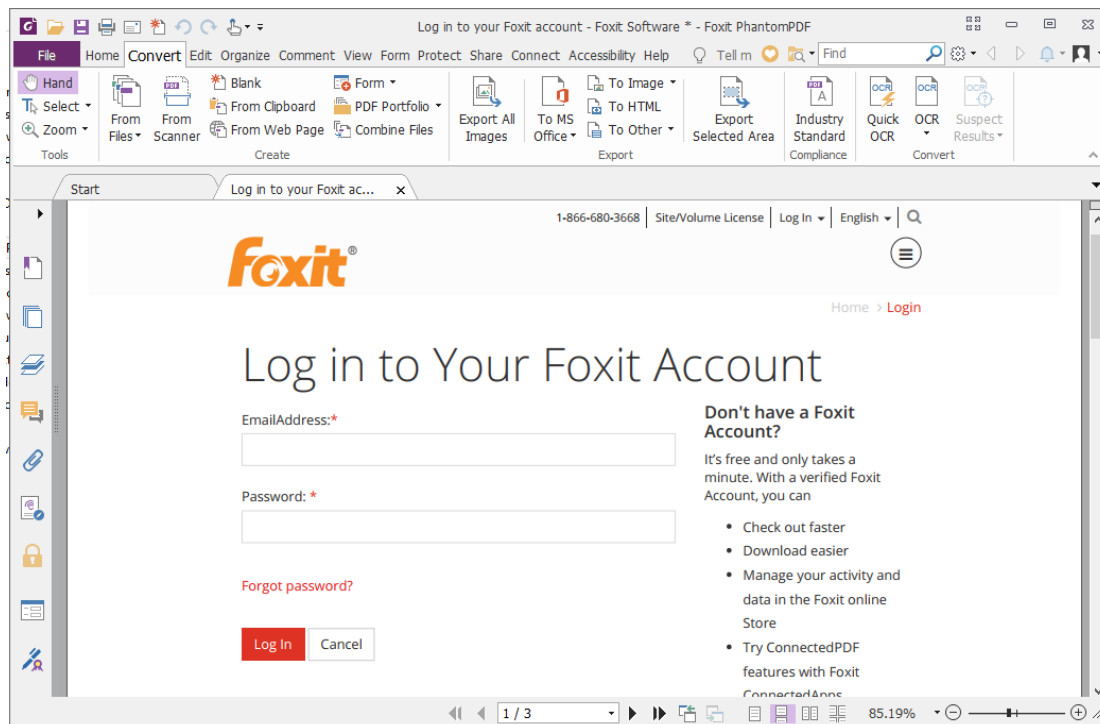 Log in to your Foxit account - Foxit Software * - Foxit PhantomPDF
File Home Convert Edit Organize Comment View Form Protect Share Connect Accessibility Help Tell m Find
Hand
Select
Zoom
Tools
From Files
From Scanner
Blank
From Clipboard
From Web Page
Form
PDF Portfolio
Combine Files
Create
Export All Images
To MS Office
To Image
To HTML
To Other
Export Selected Area
Export
Industry Standard
Compliance
Quick OCR
OCR
Suspect Results
Convert
Start
Log in to your Foxit ac...
1-866-680-3668 Site/Volume License Log In English
foxit®
Home > Login
Log in to Your Foxit Account
EmailAddress:*
Password: *
Forgot password?
Log In Cancel
Don't have a Foxit
Account?
It's free and only takes a
minute. With a verified Foxit
Account, you can
• Check out faster
• Download easier
• Manage your activity and
data in the Foxit online
Store
• Try ConnectedPDF
features with Foxit
ConnectedApps
1 / 3
85.19%